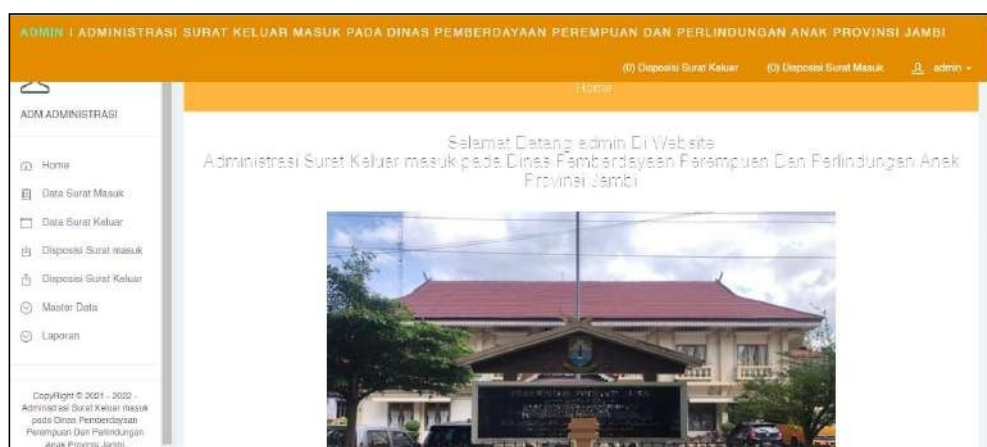 ADMIN | ADMINISTRASI SURAT KELUAR MASUK PADA DINAS PEMBERDAYAAN PEREMPUAN DAN PERLINDUNGAN ANAK PROVINSI JAMBI
(0) Disposisi Surat Keluar (0) Disposisi Surat Masuk admin
Home
ADM ADMINISTRASI
Home
Data Surat Masuk
Data Surat Keluar
Disposisi Surat masuk
Disposisi Surat Keluar
Master Data
Laporan
CopyRight © 2021 - 2022 -
Administrasi Surat Keluar masuk
pada Dinas Pemberdayaan
Perempuan Dan Perlindungan
Anak Provinsi Jambi
Selamat Datang admin Di Website
Administrasi Surat Keluar masuk pada Dinas Pemberdayaan Perempuan Dan Perlindungan Anak
Provinsi Jambi
PEMERINTAH PROVINSI JAMBI